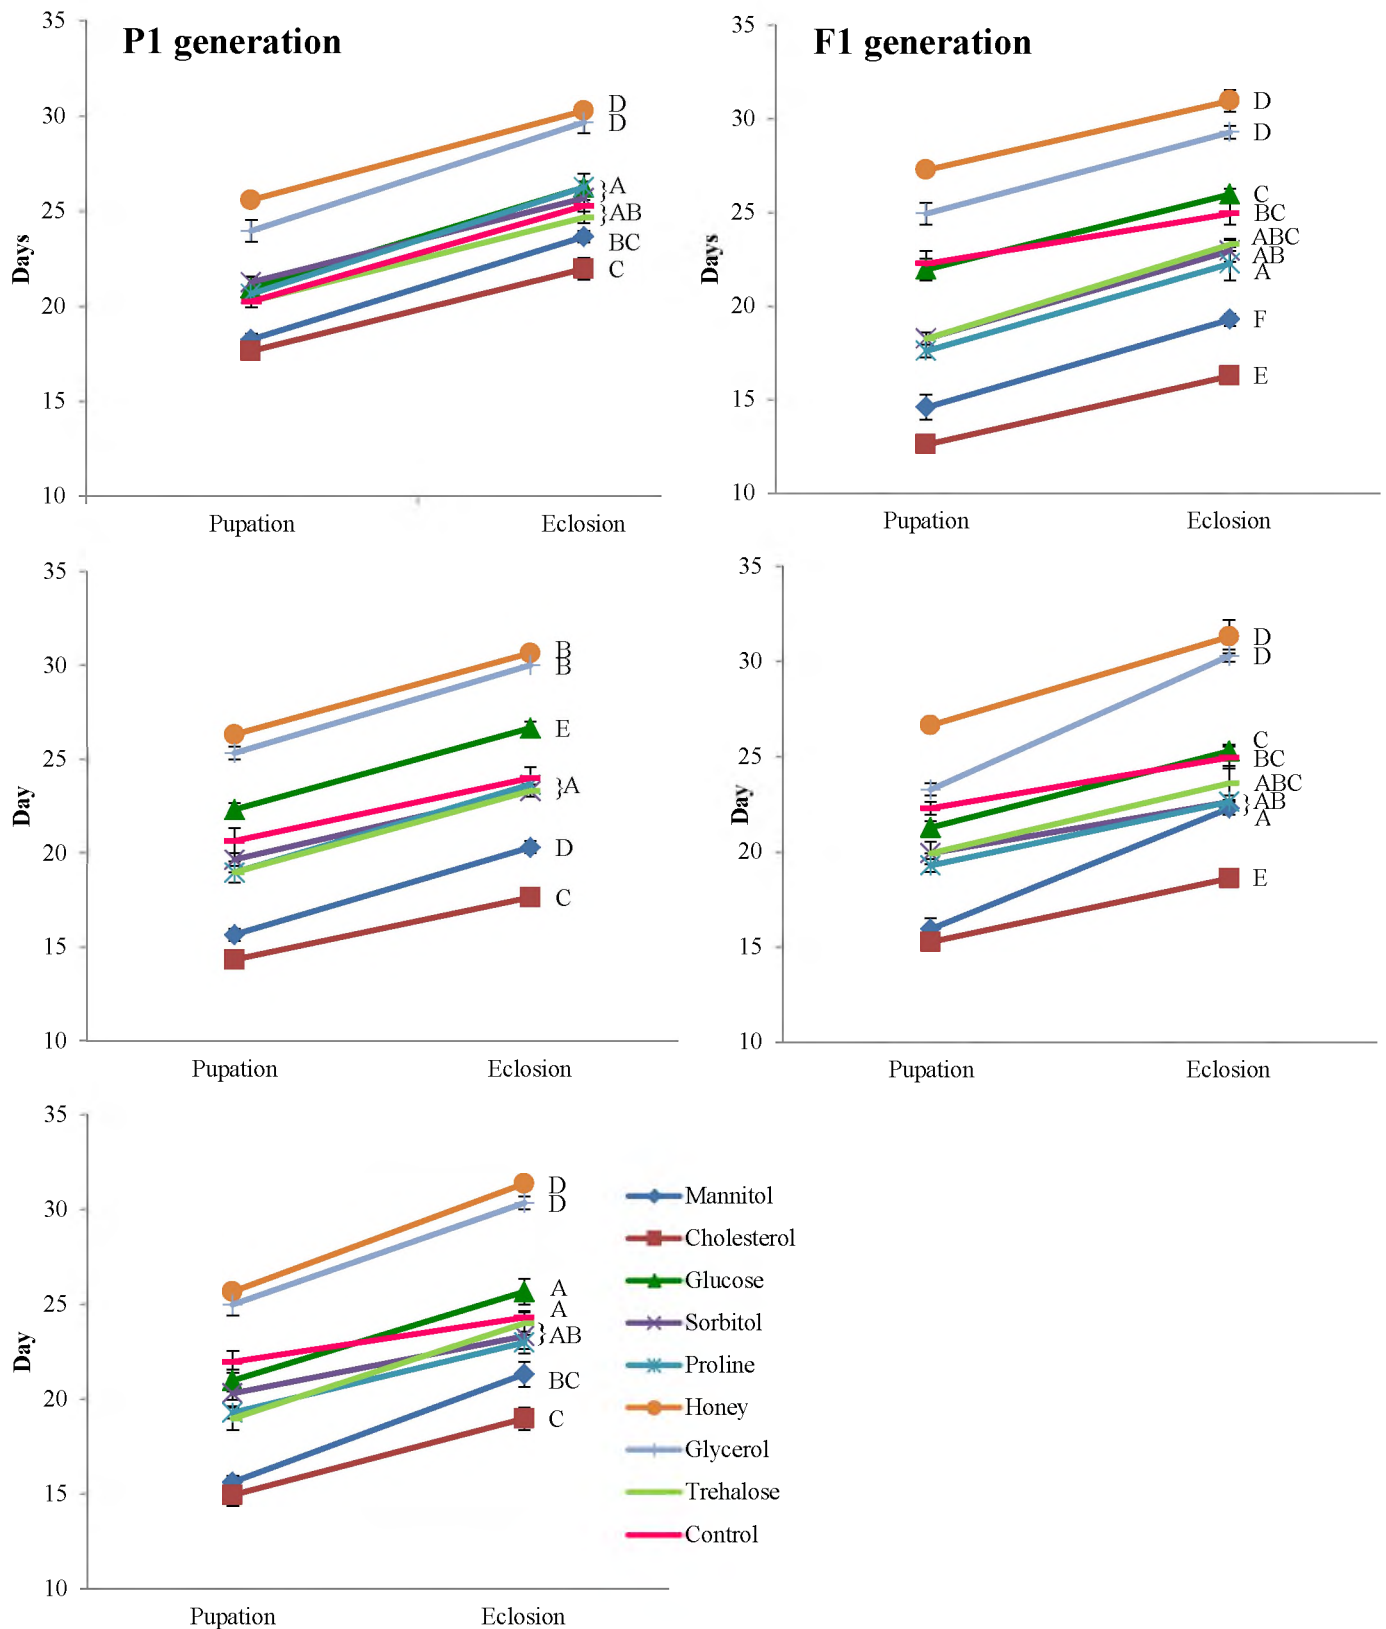 P1 generation
35
30
25
20
15
10
Days
D
D
}A
}AB
BC
C
Pupation
Eclosion
F1 generation
35
30
25
20
15
10
Days
D
D
C
BC
ABC
AB
A
F
E
Pupation
Eclosion
35
30
25
20
15
10
Day
B
B
E
}A
D
C
Pupation
Eclosion
35
30
25
20
15
10
Day
D
D
C
BC
ABC
}AB
}A
E
Pupation
Eclosion
35
30
25
20
15
10
Day
D
D
A
A
}AB
BC
C
Pupation
Eclosion
Mannitol
Cholesterol
Glucose
Sorbitol
Proline
Honey
Glycerol
Trehalose
Control